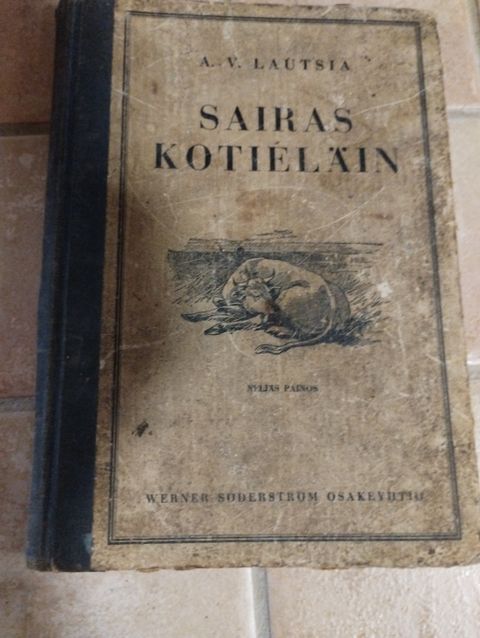 A. V. LAUTSIA
SAIRAS
KOTIELÄIN
NELJÄS PAINOS
WERNER SÖDERSTRÖM OSAKEYHTIÖ